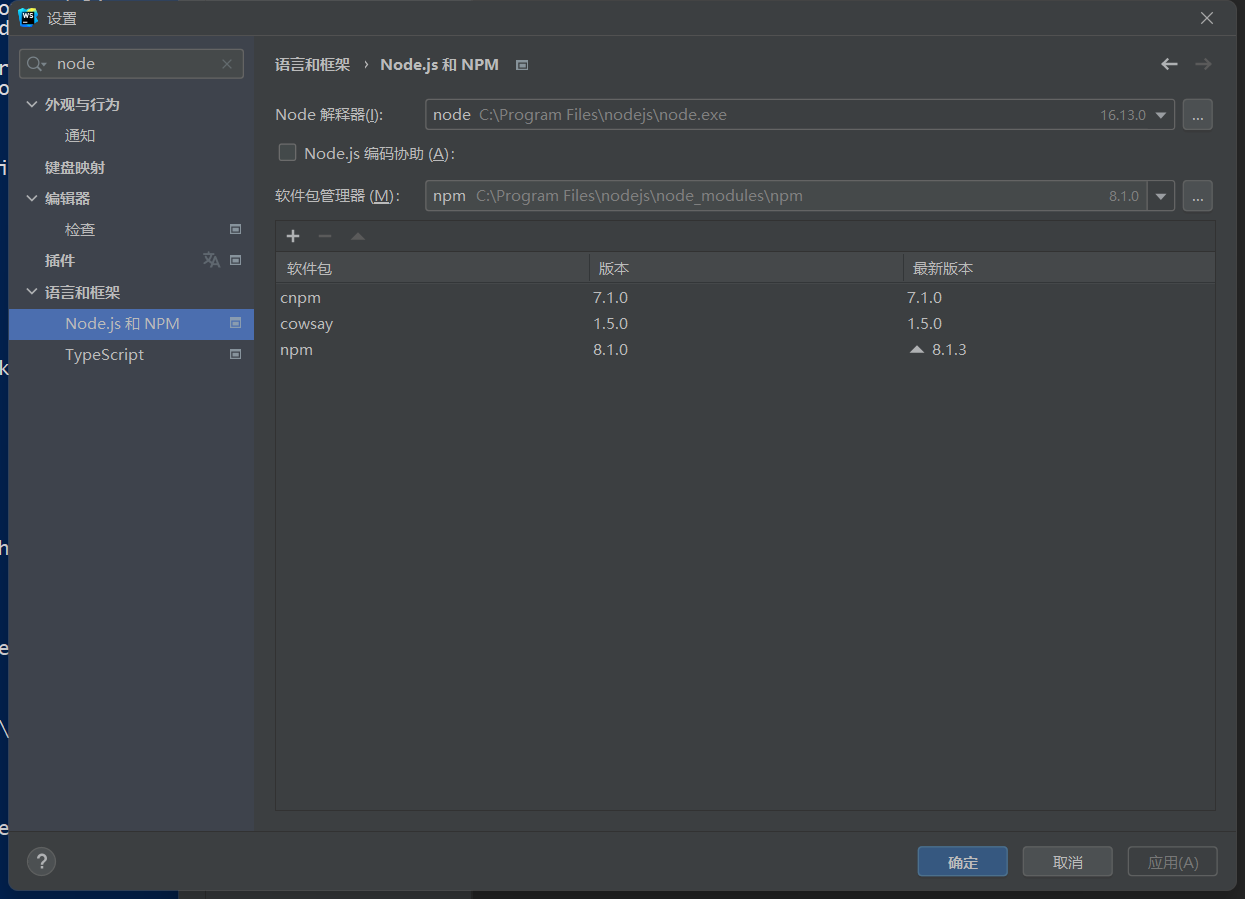 WS 设置
node
外观与行为
通知
键盘映射
编辑器
检查
插件
语言和框架
Node.js 和 NPM
TypeScript
语言和框架 › Node.js 和 NPM
Node 解释器(I): node C:\Program Files\nodejs\node.exe 16.13.0 ...
Node.js 编码协助 (A):
软件包管理器 (M): npm C:\Program Files\nodejs\node_modules\npm 8.1.0 ...
软件包 版本 最新版本
cnpm 7.1.0 7.1.0
cowsay 1.5.0 1.5.0
npm 8.1.0 8.1.3
? 确定 取消 应用(A)